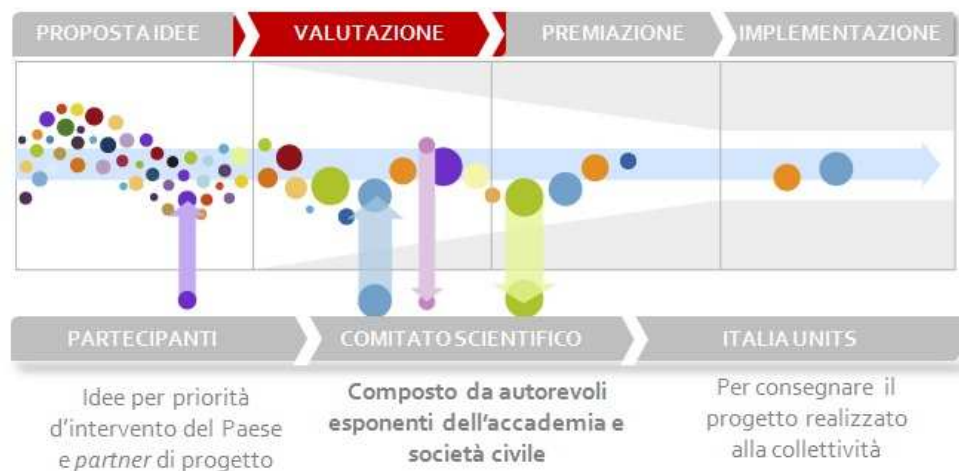 PROPOSTA IDEE
VALUTAZIONE
PREMIAZIONE
IMPLEMENTAZIONE
PARTECIPANTI
COMITATO SCIENTIFICO
ITALIA UNITS
Idee per priorità
d'intervento del Paese
e partner di progetto
Composto da autorevoli
esponenti dell'accademia e
società civile
Per consegnare il
progetto realizzato
alla collettività